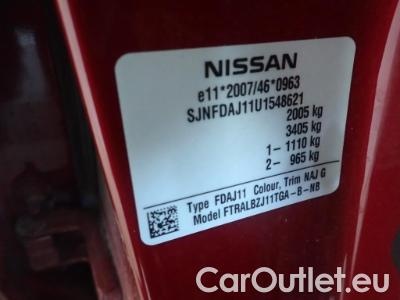 NISSAN
e11*2007/46*0963
SJNFDAJ11U1548621
2005 kg
3405 kg
1- 1110 kg
2- 965 kg
Type FDAJ11 Colour, Trim NAJ G
Model FTRALBZJ11TGA-B-NB
CarOutlet.eu